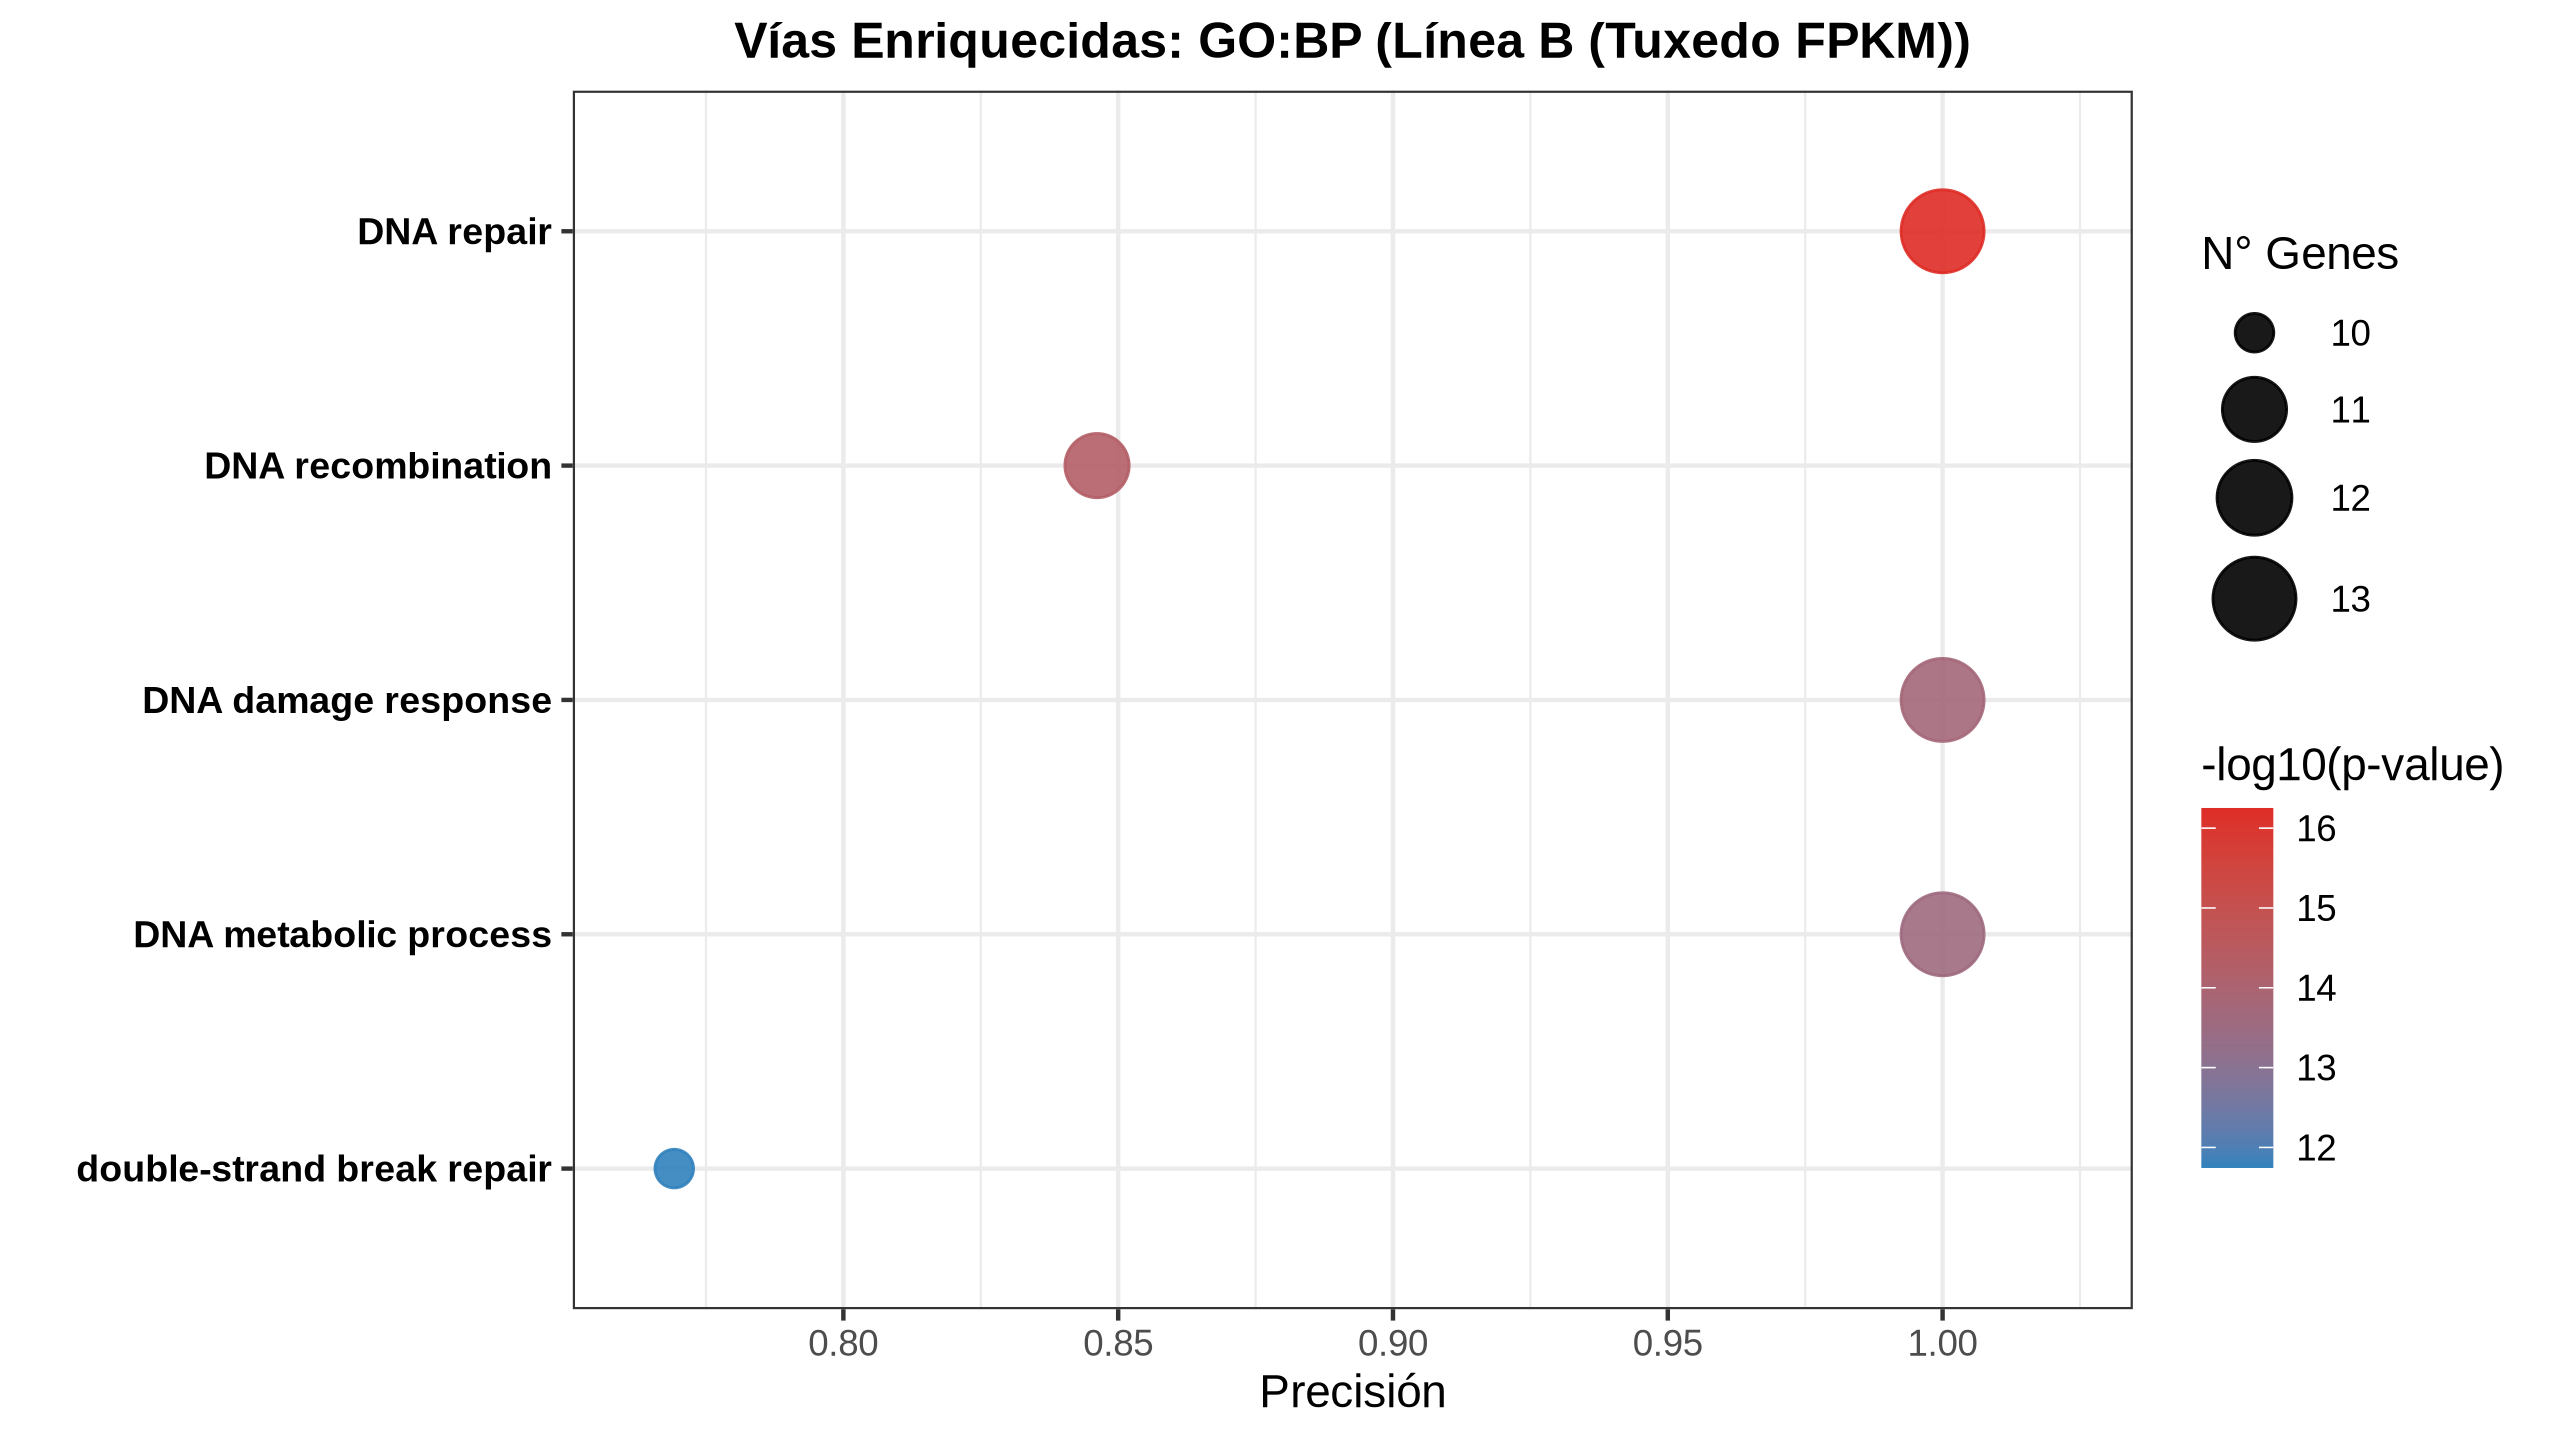 Vías Enriquecidas: GO:BP (Línea B (Tuxedo FPKM))
DNA repair
DNA recombination
DNA damage response
DNA metabolic process
double-strand break repair
0.80
0.85
0.90
0.95
1.00
Precisión
N° Genes
10
11
12
13
-log10(p-value)
16
15
14
13
12